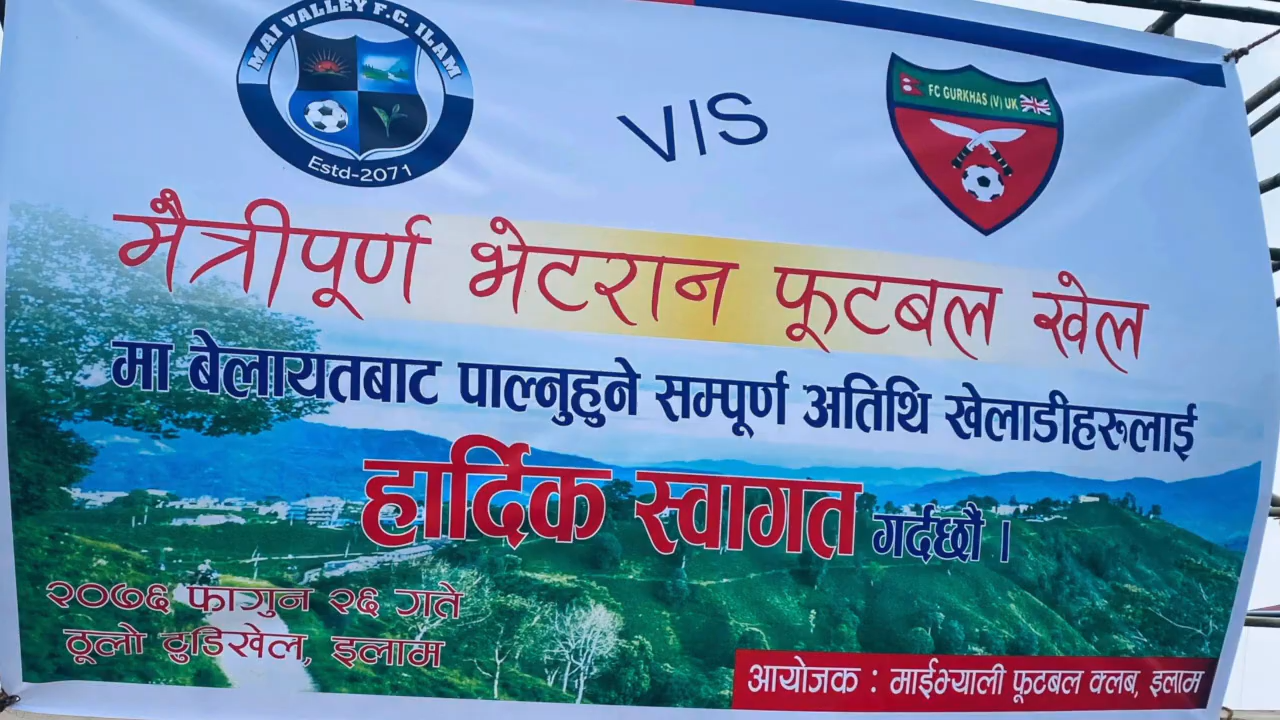 MAI VALLEY F.C. ILAM
Estd-2071
V/S
FC GURKHAS (V) UK
मैत्रीपूर्ण भेटरान फूटबल खेल
मा बेलायतबाट पाल्नुहुने सम्पूर्ण अतिथि खेलाडीहरूलाई
हार्दिक स्वागत गर्दछौ ।
२०७६ फागुन २६ गते
ठूलो ठुडिखेल, इलाम
आयोजक : माईभ्याली फूटबल क्लब, इलाम